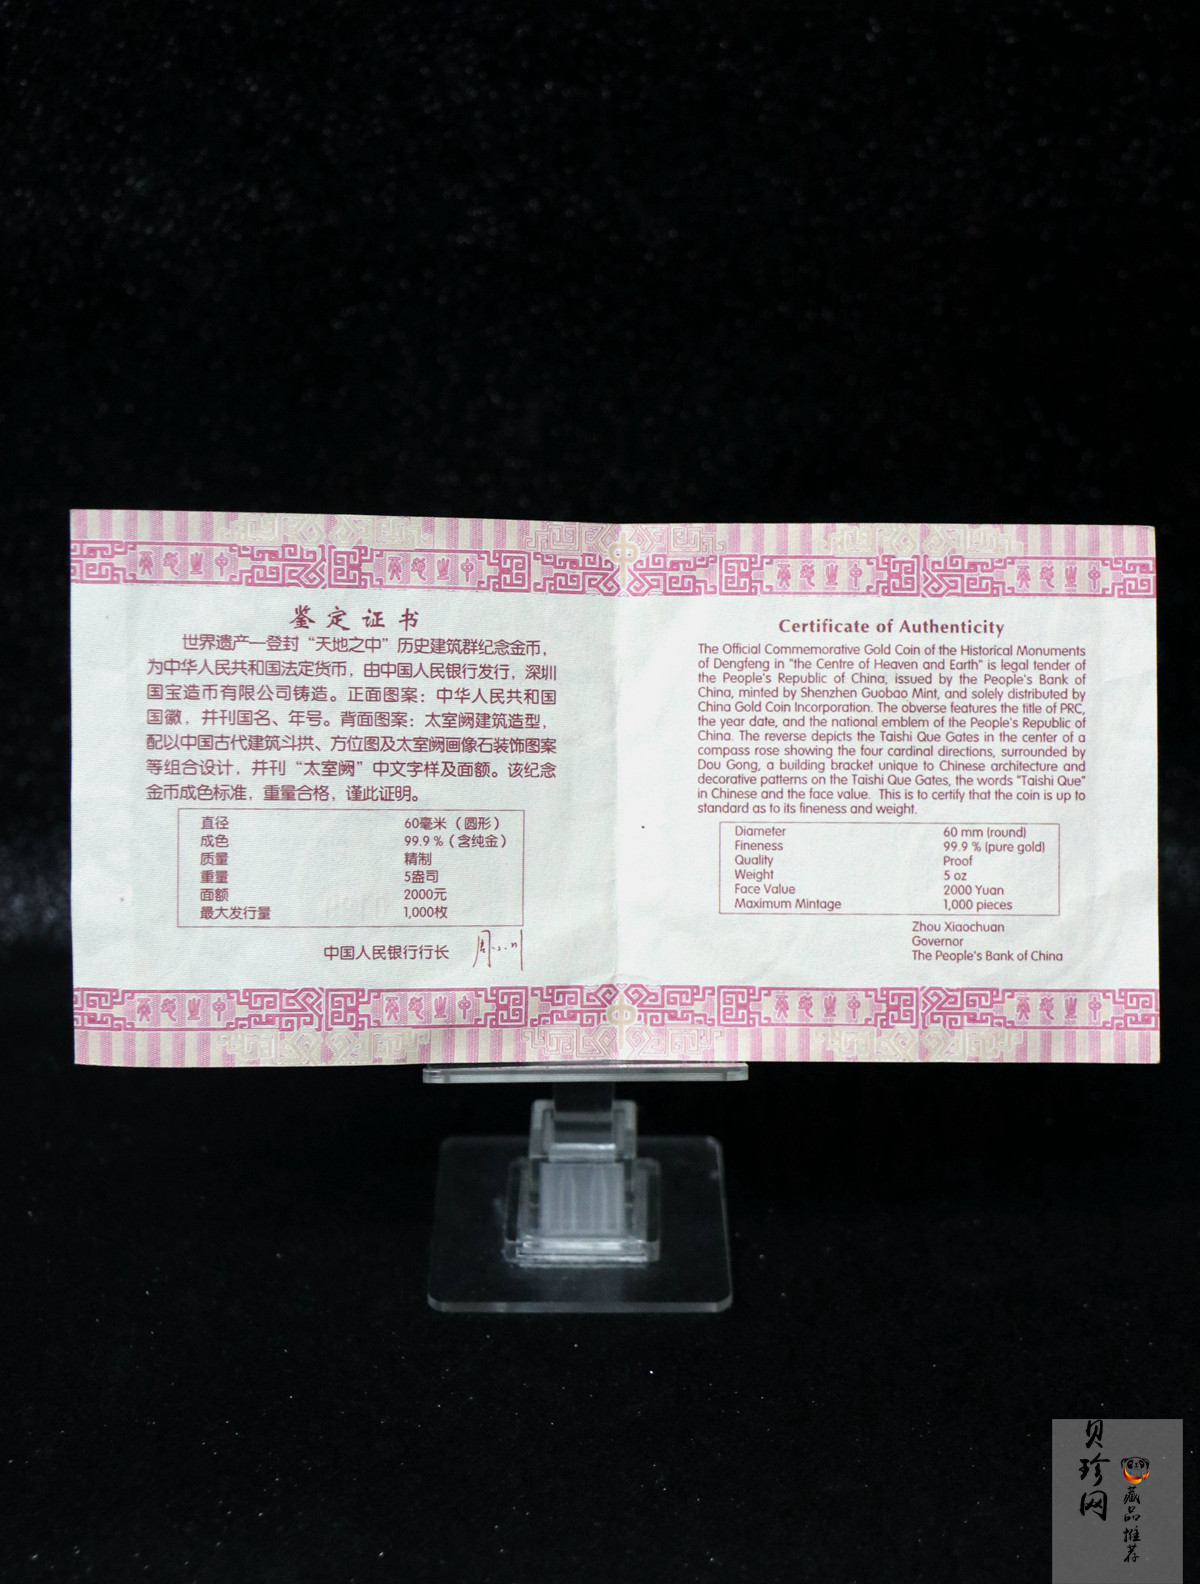 鉴定证书
世界遗产—登封“天地之中”历史建筑群纪念金币，
为中华人民共和国法定货币，由中国人民银行发行，深圳
国宝造币有限公司铸造。正面图案：中华人民共和国
国徽，并刊国名、年号。背面图案：太室阙建筑造型，
配以中国古代建筑斗拱、方位图及太室阙画像石装饰图案
等组合设计，并刊“太室阙”中文字样及面额。该纪念
金币成色标准，重量合格，谨此证明。
直径 60毫米（圆形）
成色 99.9 %（含纯金）
质量 精制
重量 5盎司
面额 2000元
最大发行量 1,000枚
中国人民银行行长
Certificate of Authenticity
The Official Commemorative Gold Coin of the Historical Monuments
of Dengfeng in "the Centre of Heaven and Earth" is legal tender of
the People's Republic of China, issued by the People's Bank of
China, minted by Shenzhen Guobao Mint, and solely distributed by
China Gold Coin Incorporation. The obverse features the title of PRC,
the year date, and the national emblem of the People's Republic of
China. The reverse depicts the Taishi Que Gates in the center of a
compass rose showing the four cardinal directions, surrounded by
Dou Gong, a building bracket unique to Chinese architecture and
decorative patterns on the Taishi Que Gates, the words "Taishi Que"
in Chinese and the face value. This is to certify that the coin is up to
standard as to its fineness and weight.
Diameter 60 mm (round)
Fineness 99.9 % (pure gold)
Quality Proof
Weight 5 oz
Face Value 2000 Yuan
Maximum Mintage 1,000 pieces
Zhou Xiaochuan
Governor
The People's Bank of China
贝珍网
藏品推荐